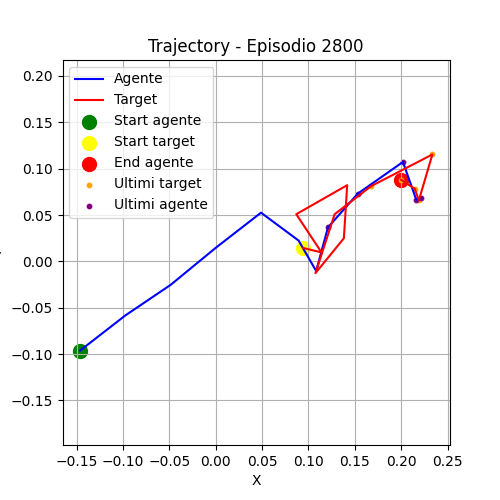 Trajectory - Episodio 2800
0.20
0.15
0.10
0.05
0.00
−0.05
−0.10
−0.15
Agente
Target
Start agente
Start target
End agente
Ultimi target
Ultimi agente
−0.15 −0.10 −0.05 0.00 0.05 0.10 0.15 0.20 0.25
X